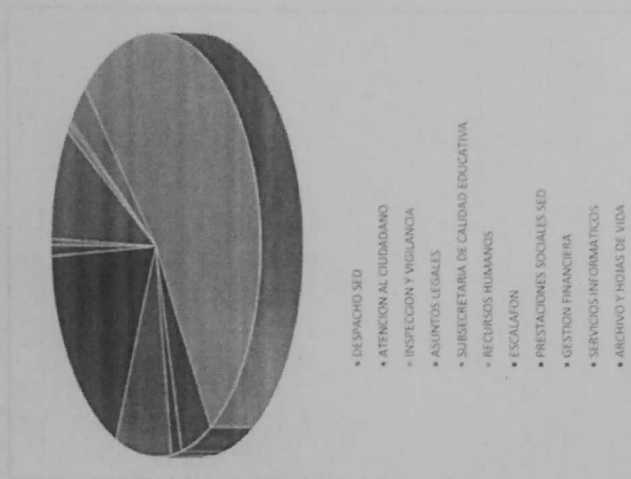 DESPACHO SED
ATENCION AL CIUDADANO
INSPECCION Y VIGILANCIA
ASUNTOS LEGALES
SUBSECRETARIA DE CALIDAD EDUCATIVA
RECURSOS HUMANOS
ESCALAFON
PRESTACIONES SOCIALES SED
GESTION FINANCIERA
SERVICIOS INFORMATICOS
ARCHIVO Y HOJAS DE VIDA